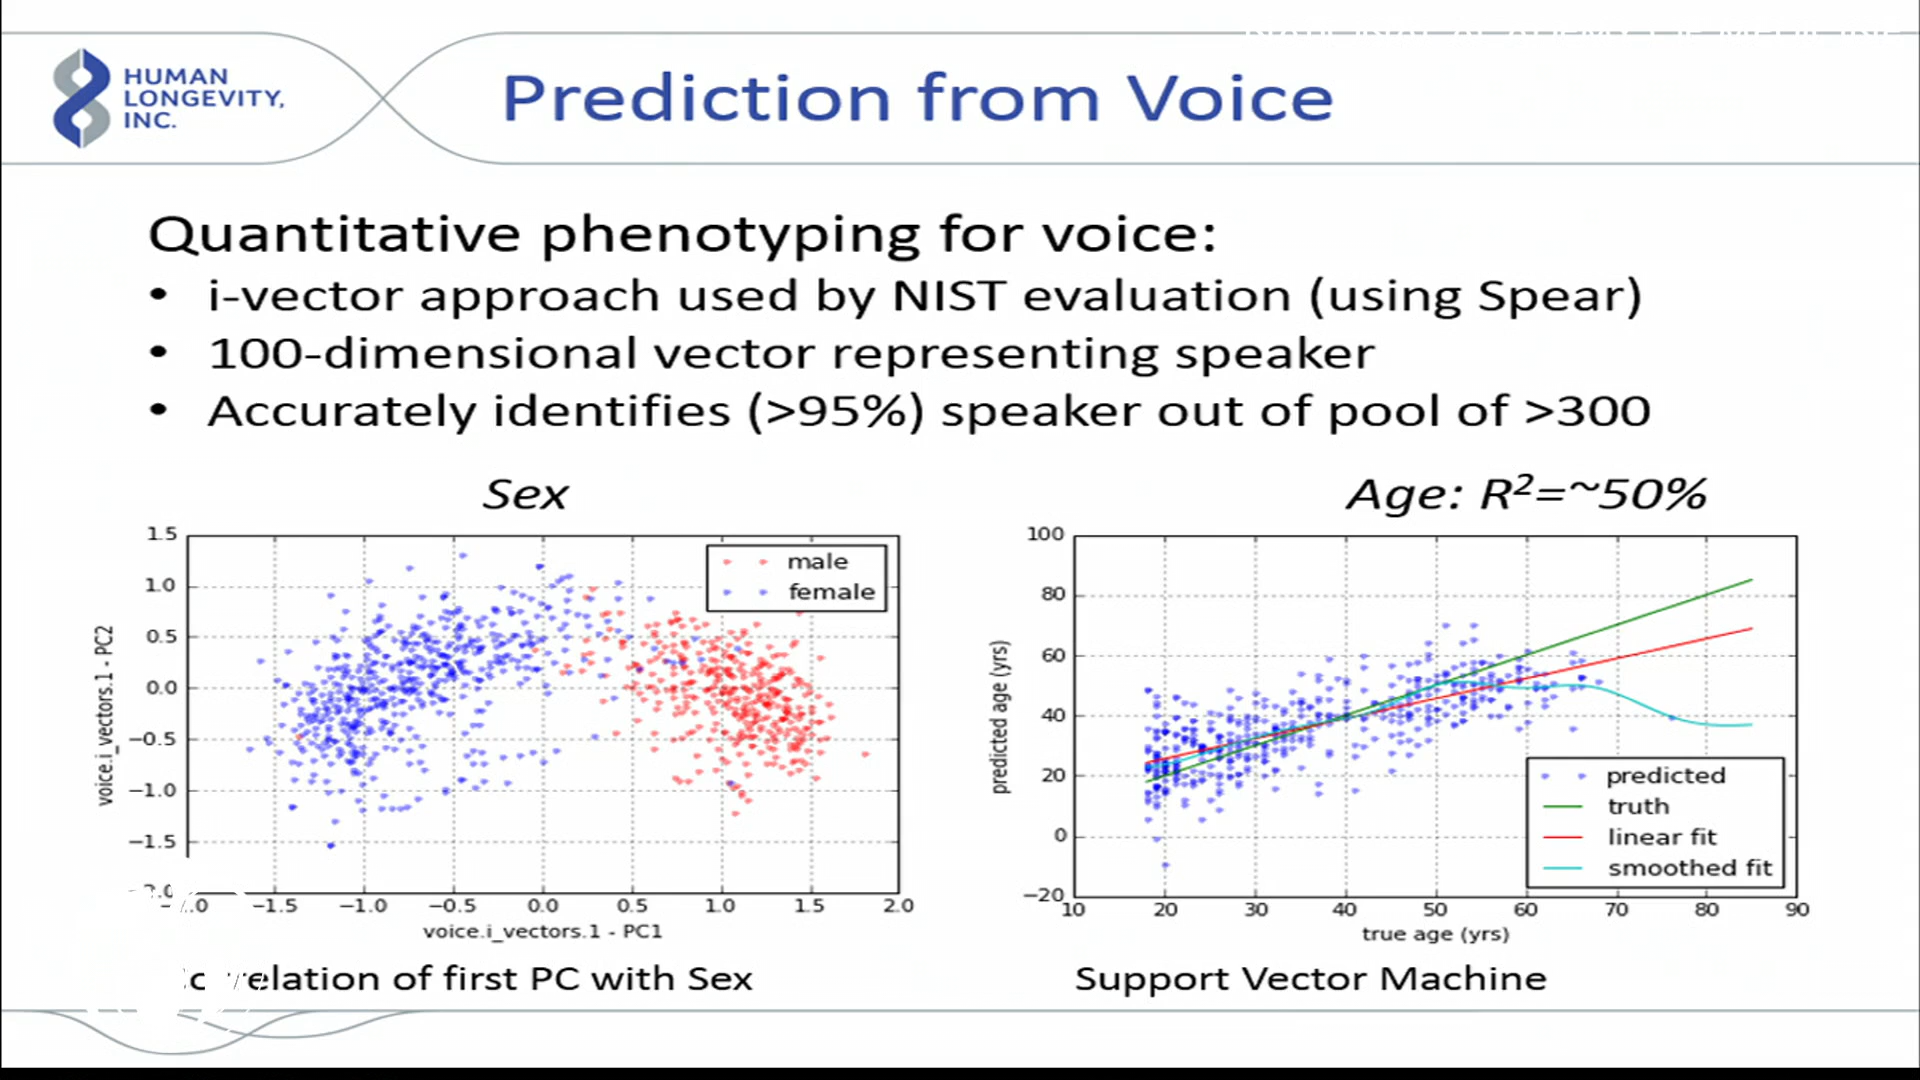 HUMAN
LONGEVITY,
INC.
Prediction from Voice
Quantitative phenotyping for voice:
• i-vector approach used by NIST evaluation (using Spear)
• 100-dimensional vector representing speaker
• Accurately identifies (>95%) speaker out of pool of >300
Sex
1.5
1.0
0.5
0.0
−0.5
−1.0
−1.5
voice.i_vectors.1 - PC2
male
female
−1.5 −1.0 −0.5 0.0 0.5 1.0 1.5 2.0
voice.i_vectors.1 - PC1
of first PC with Sex
Age: R²=~50%
100
80
60
40
20
0
−20
predicted age (yrs)
predicted
truth
linear fit
smoothed fit
10 20 30 40 50 60 70 80 90
true age (yrs)
Support Vector Machine